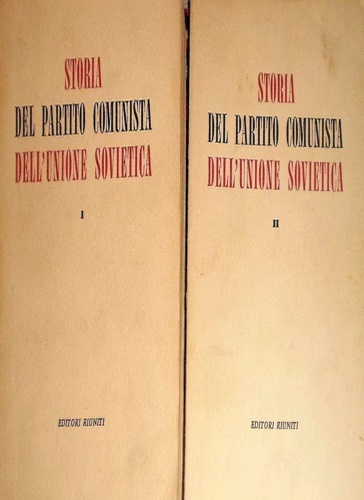 STORIA
DEL PARTITO COMUNISTA
DELL'UNIONE SOVIETICA
I
EDITORI RIUNITI
STORIA
DEL PARTITO COMUNISTA
DELL'UNIONE SOVIETICA
II
EDITORI RIUNITI